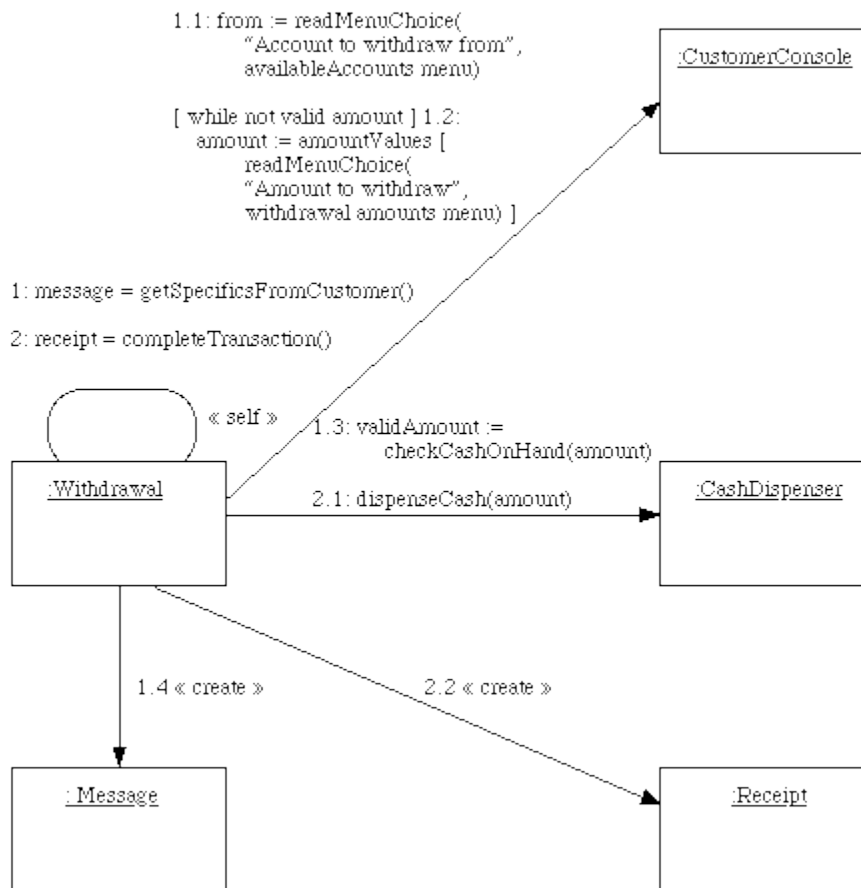 1.1: from := readMenuChoice(
“Account to withdraw from”,
availableAccounts menu)
:CustomerConsole
[ while not valid amount ] 1.2:
amount := amountValues [
readMenuChoice(
“Amount to withdraw”,
withdrawal amounts menu) ]
1: message = getSpecificsFromCustomer()
2: receipt = completeTransaction()
« self »
1.3: validAmount :=
checkCashOnHand(amount)
:Withdrawal
2.1: dispenseCash(amount)
:CashDispenser
1.4 « create »
2.2 « create »
: Message
:Receipt